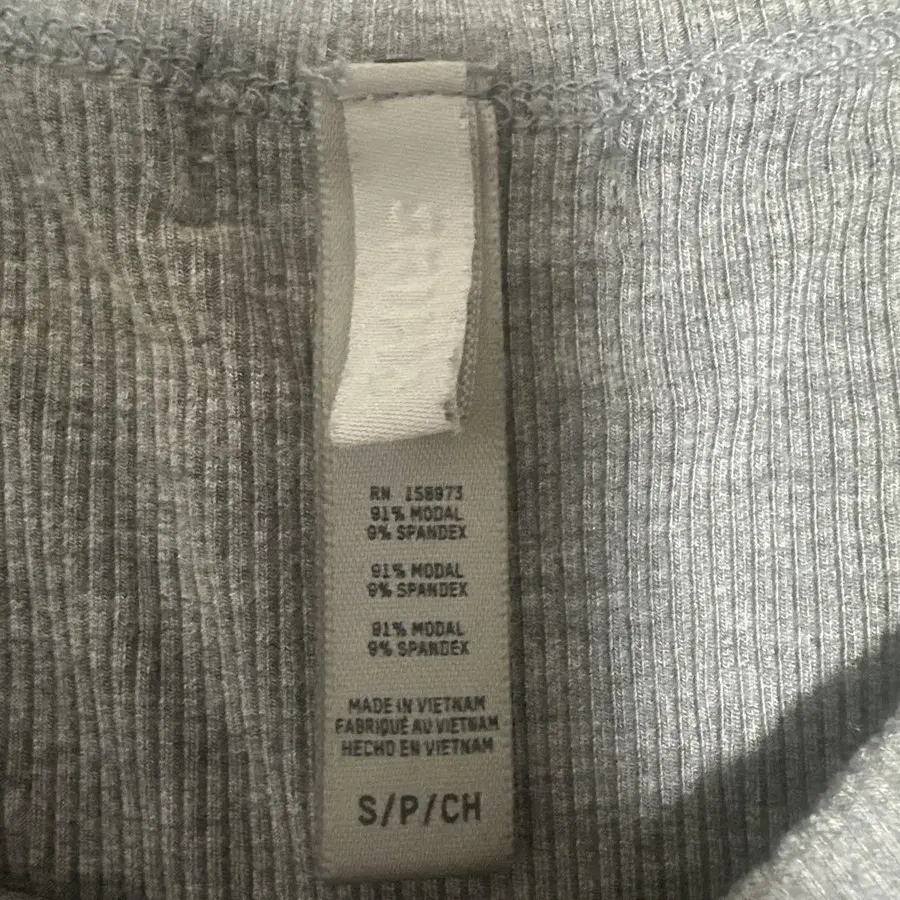 RN 158973
91% MODAL
9% SPANDEX
91% MODAL
9% SPANDEX
91% MODAL
9% SPANDEX
MADE IN VIETNAM
FABRIQUÉ AU VIETNAM
HECHO EN VIETNAM
S/P/CH